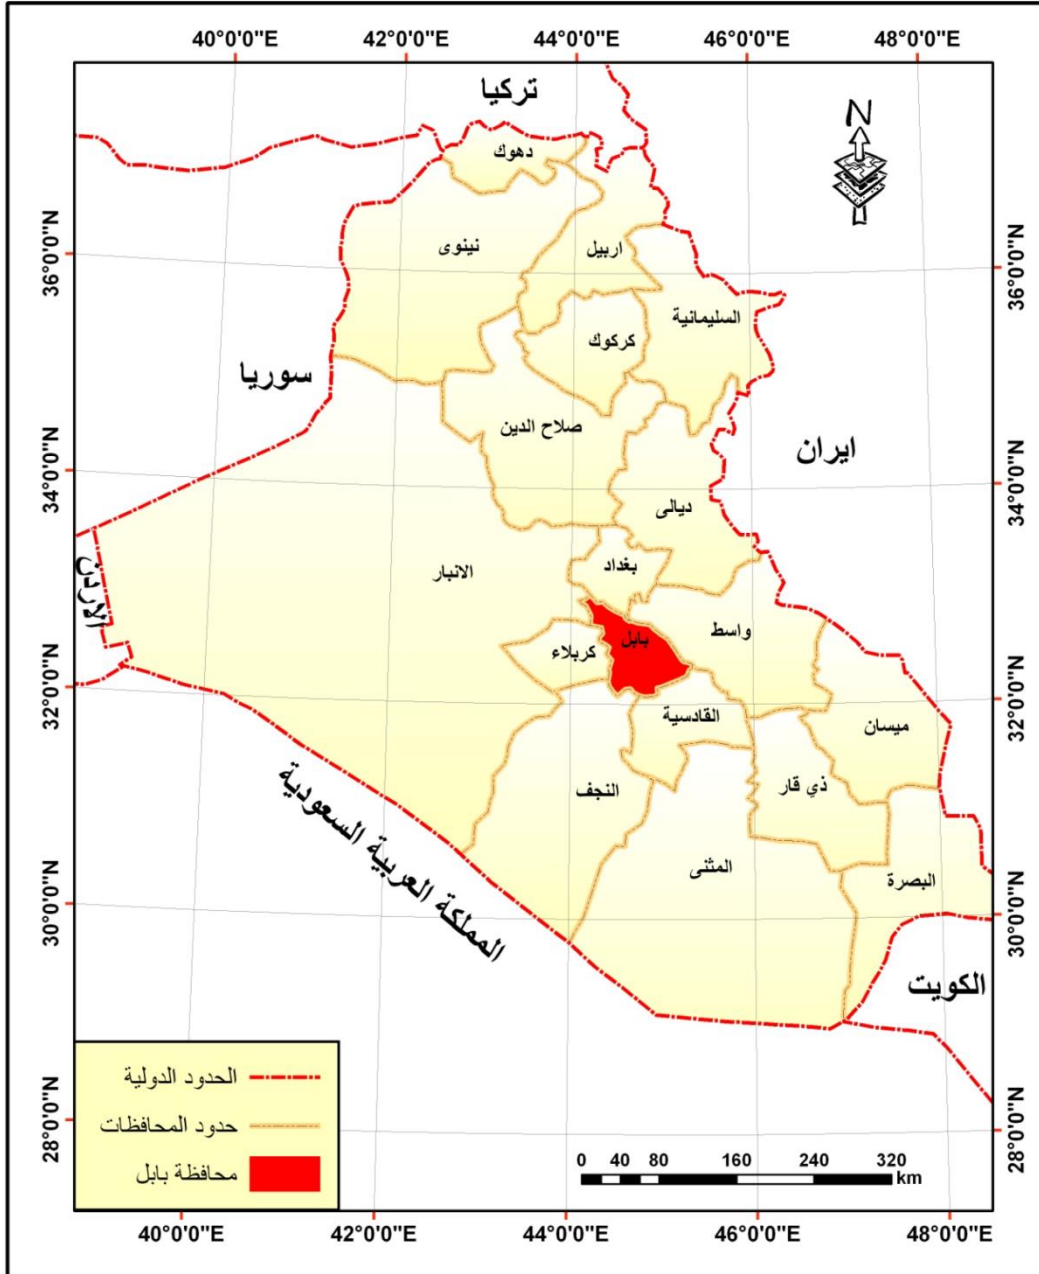 40°0'0"E 42°0'0"E 44°0'0"E 46°0'0"E 48°0'0"E
تركيا
N
دهوك
نينوى
اربيل
36°0'0"N
36°0'0"N
السليمانية
كركوك
سوريا
صلاح الدين
ايران
34°0'0"N
34°0'0"N
ديالى
بغداد
الانبار
الاردن
واسط
بابل
كربلاء
32°0'0"N
32°0'0"N
القادسية
ميسان
ذي قار
النجف
المملكة العربية السعودية
المثنى
البصرة
30°0'0"N
30°0'0"N
الكويت
الحدود الدولية
حدود المحافظات
محافظة بابل
28°0'0"N
28°0'0"N
0 40 80 160 240 320
km
40°0'0"E 42°0'0"E 44°0'0"E 46°0'0"E 48°0'0"E